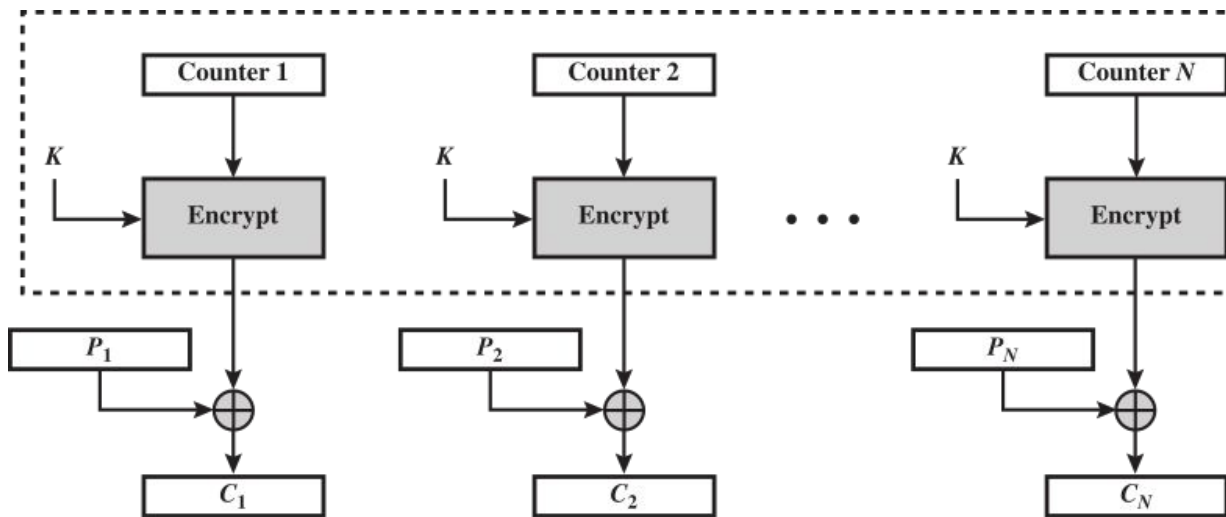 Counter 1 Counter 2 Counter N
K K K
Encrypt Encrypt • • • Encrypt
P1 P2 PN
C1 C2 CN